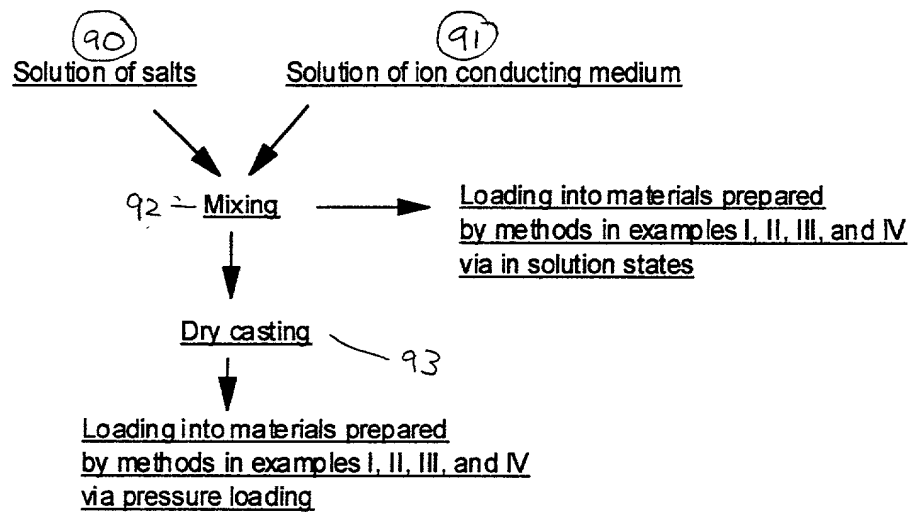 90
91
Solution of salts
Solution of ion conducting medium
92
Mixing
Loading into materials prepared
by methods in examples I, II, III, and IV
via in solution states
Dry casting
93
Loading into materials prepared
by methods in examples I, II, III, and IV
via pressure loading